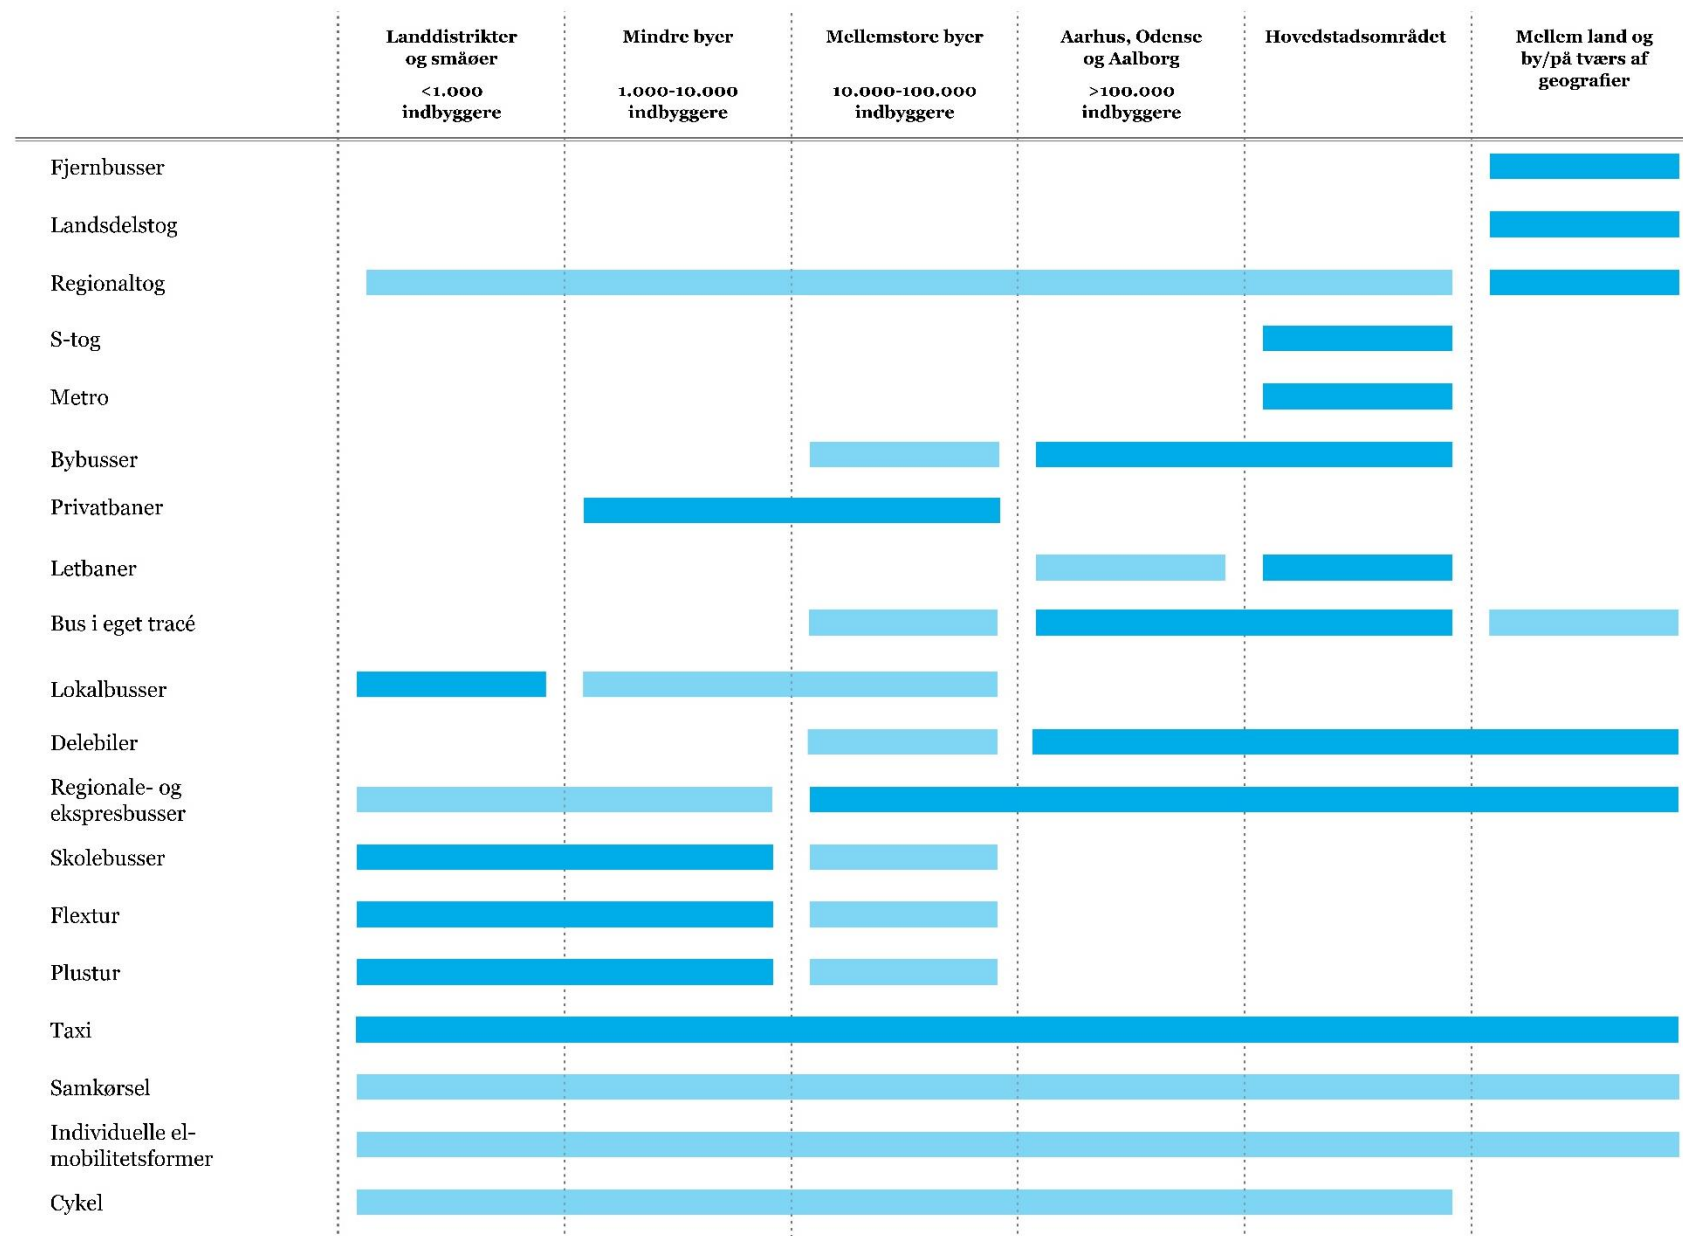 Landdistrikter
og småøer
<1.000
indbyggere
Mindre byer
1.000-10.000
indbyggere
Mellemstore byer
10.000-100.000
indbyggere
Aarhus, Odense
og Aalborg
>100.000
indbyggere
Hovedstadsområdet
Mellem land og
by/på tværs af
geografier
Fjernbusser
Landsdelstog
Regionaltog
S-tog
Metro
Bybusser
Privatbaner
Letbaner
Bus i eget tracé
Lokalbusser
Delebiler
Regionale- og
ekspresbusser
Skolebusser
Flextur
Plustur
Taxi
Samkørsel
Individuelle el-
mobilitetsformer
Cykel